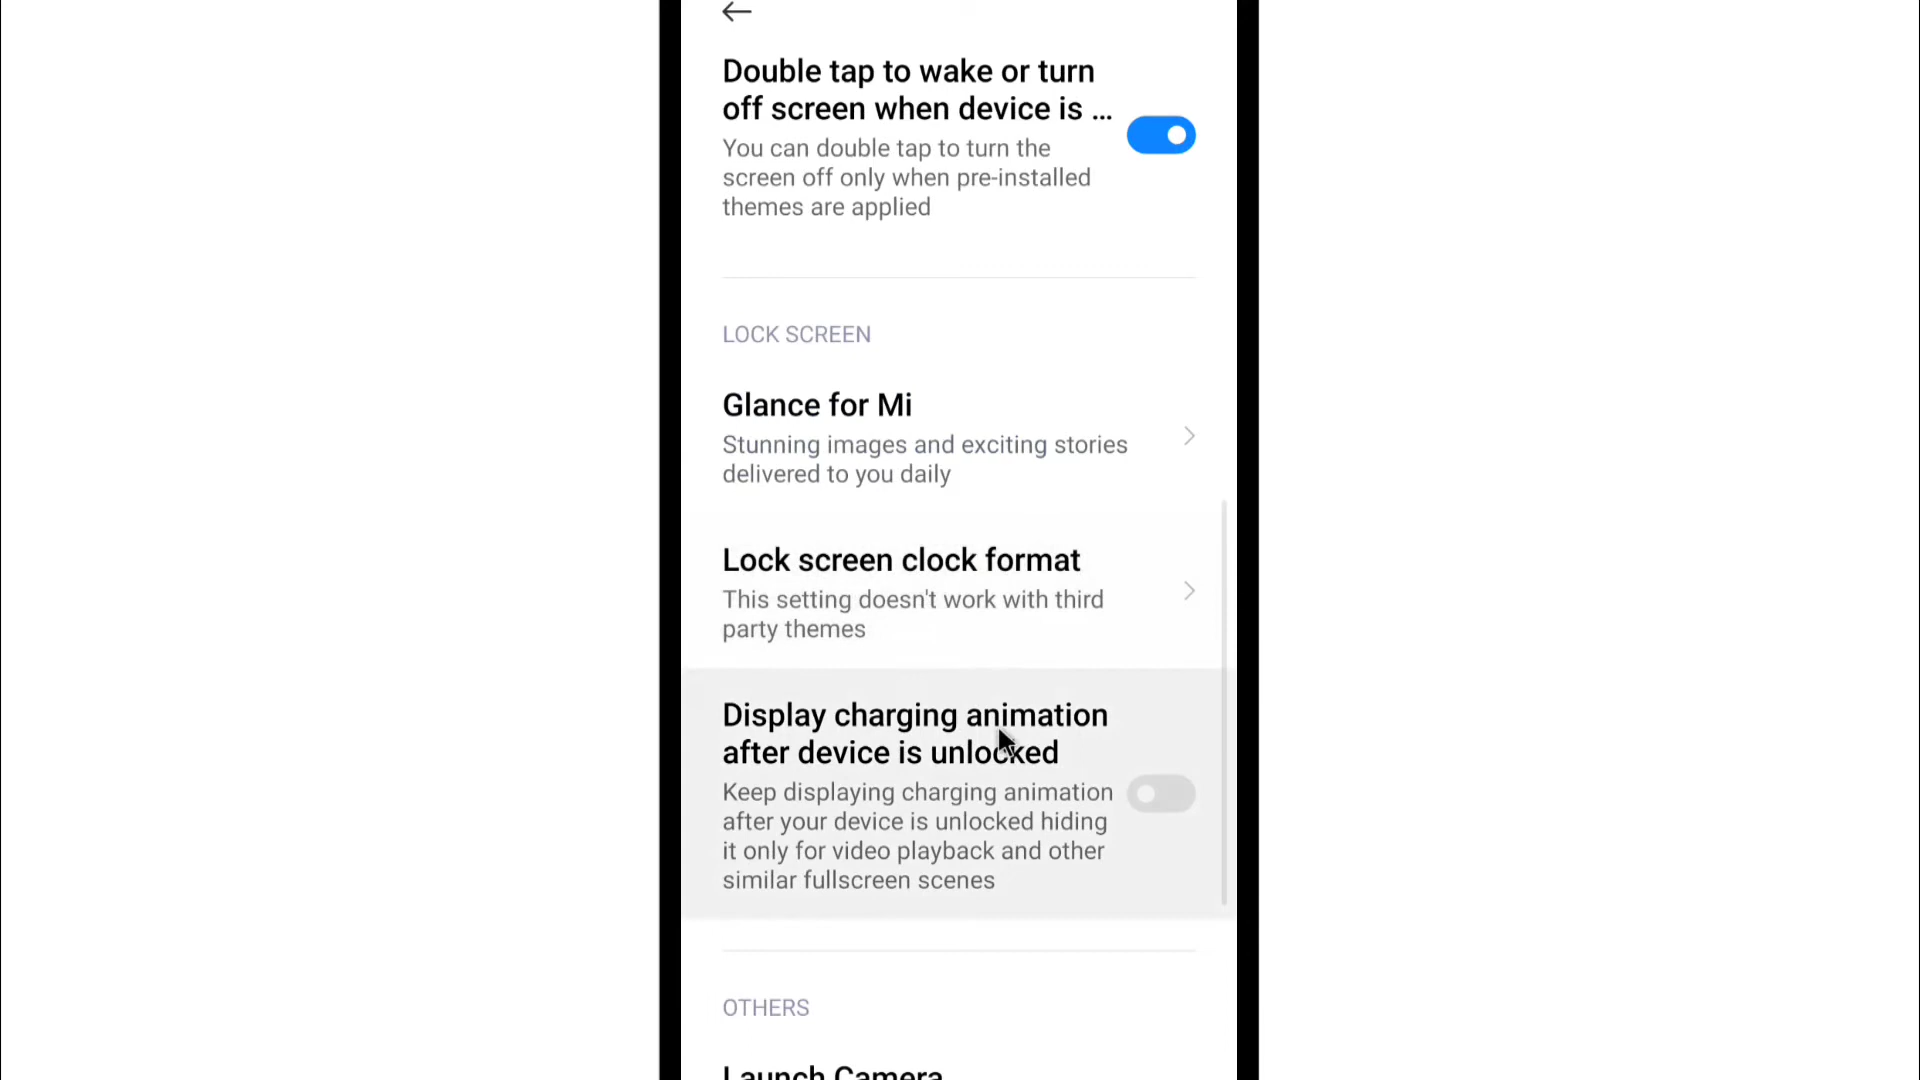 Double tap to wake or turn
off screen when device is ...
You can double tap to turn the
screen off only when pre-installed
themes are applied
LOCK SCREEN
Glance for Mi
Stunning images and exciting stories
delivered to you daily
Lock screen clock format
This setting doesn't work with third
party themes
Display charging animation
after device is unlocked
Keep displaying charging animation
after your device is unlocked hiding
it only for video playback and other
similar fullscreen scenes
OTHERS
Launch Camera